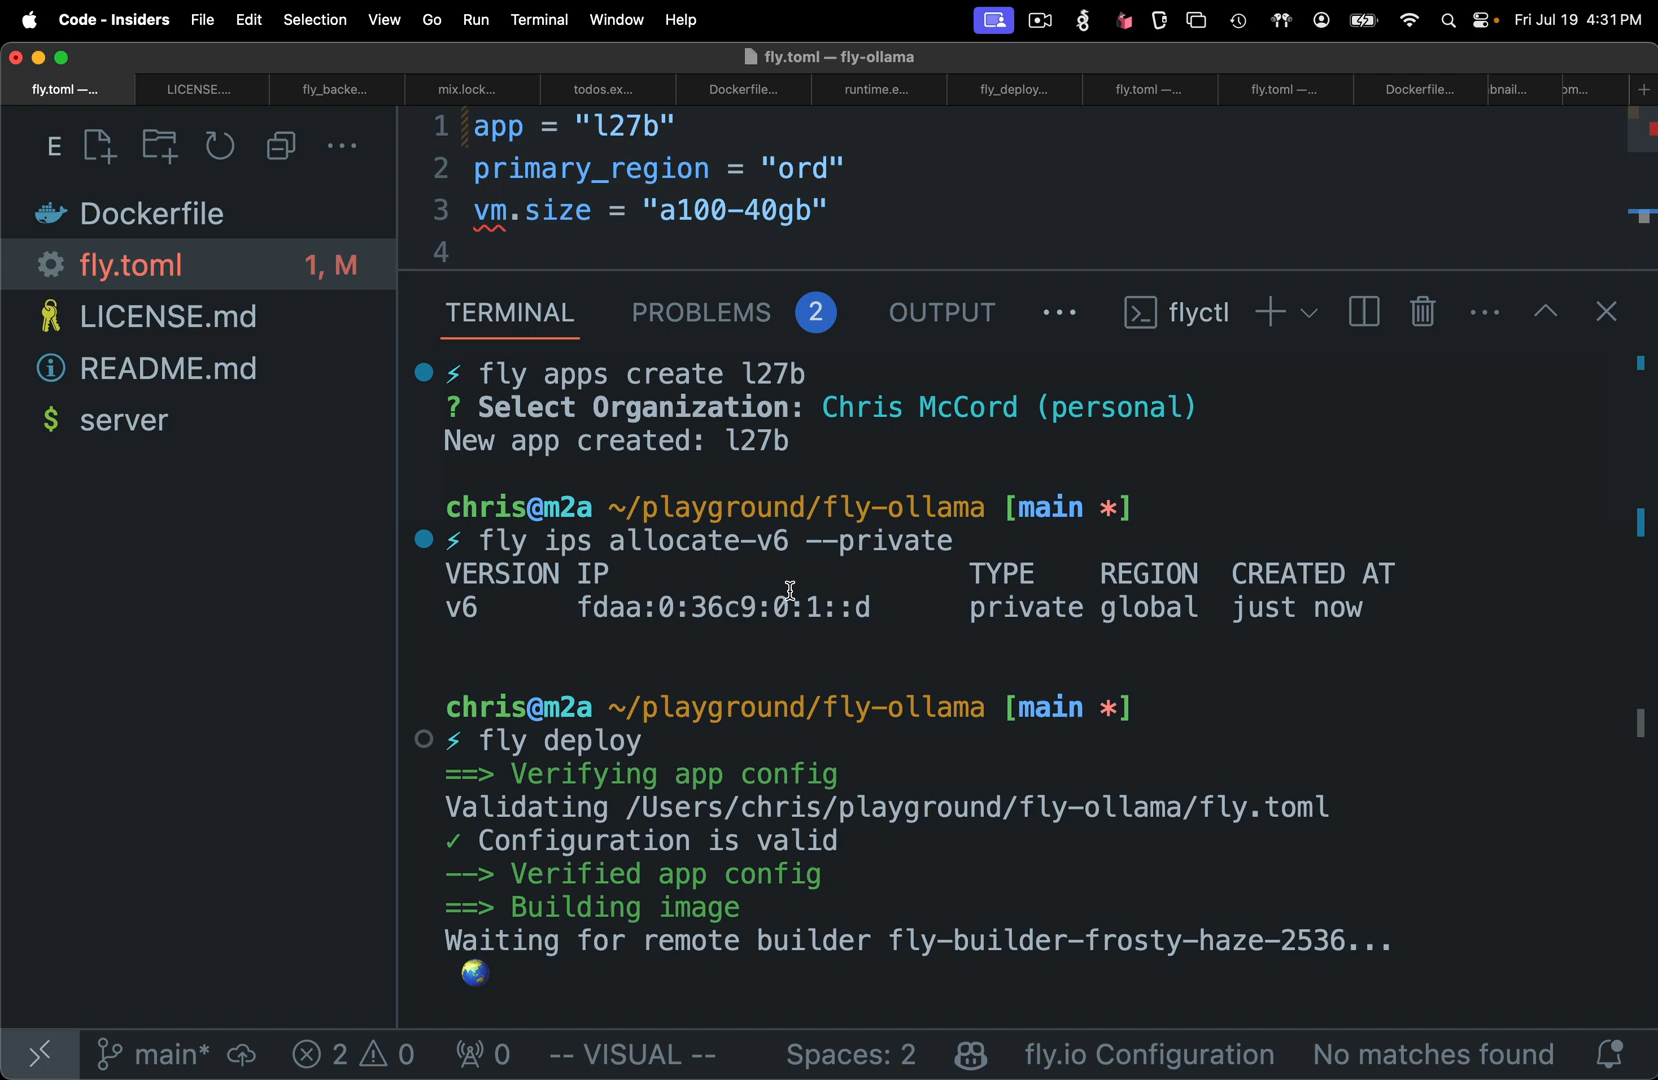 Code - Insiders File Edit Selection View Go Run Terminal Window Help Fri Jul 19 4:31 PM
fly.toml — fly-ollama
fly.toml —... LICENSE.... fly_backe... mix.lock... todos.ex... Dockerfile... runtime.e... fly_deploy... fly.toml —... fly.toml —... Dockerfile... bnail... om...
E
Dockerfile
fly.toml 1, M
LICENSE.md
README.md
server
1 app = "l27b"
2 primary_region = "ord"
3 vm.size = "a100-40gb"
4
TERMINAL PROBLEMS 2 OUTPUT ... flyctl
⚡ fly apps create l27b
? Select Organization: Chris McCord (personal)
New app created: l27b
chris@m2a ~/playground/fly-ollama [main *]
⚡ fly ips allocate-v6 --private
VERSION IP TYPE REGION CREATED AT
v6 fdaa:0:36c9:0:1::d private global just now
chris@m2a ~/playground/fly-ollama [main *]
⚡ fly deploy
==> Verifying app config
Validating /Users/chris/playground/fly-ollama/fly.toml
✓ Configuration is valid
--> Verified app config
==> Building image
Waiting for remote builder fly-builder-frosty-haze-2536...
main* 2 0 0 -- VISUAL -- Spaces: 2 fly.io Configuration No matches found